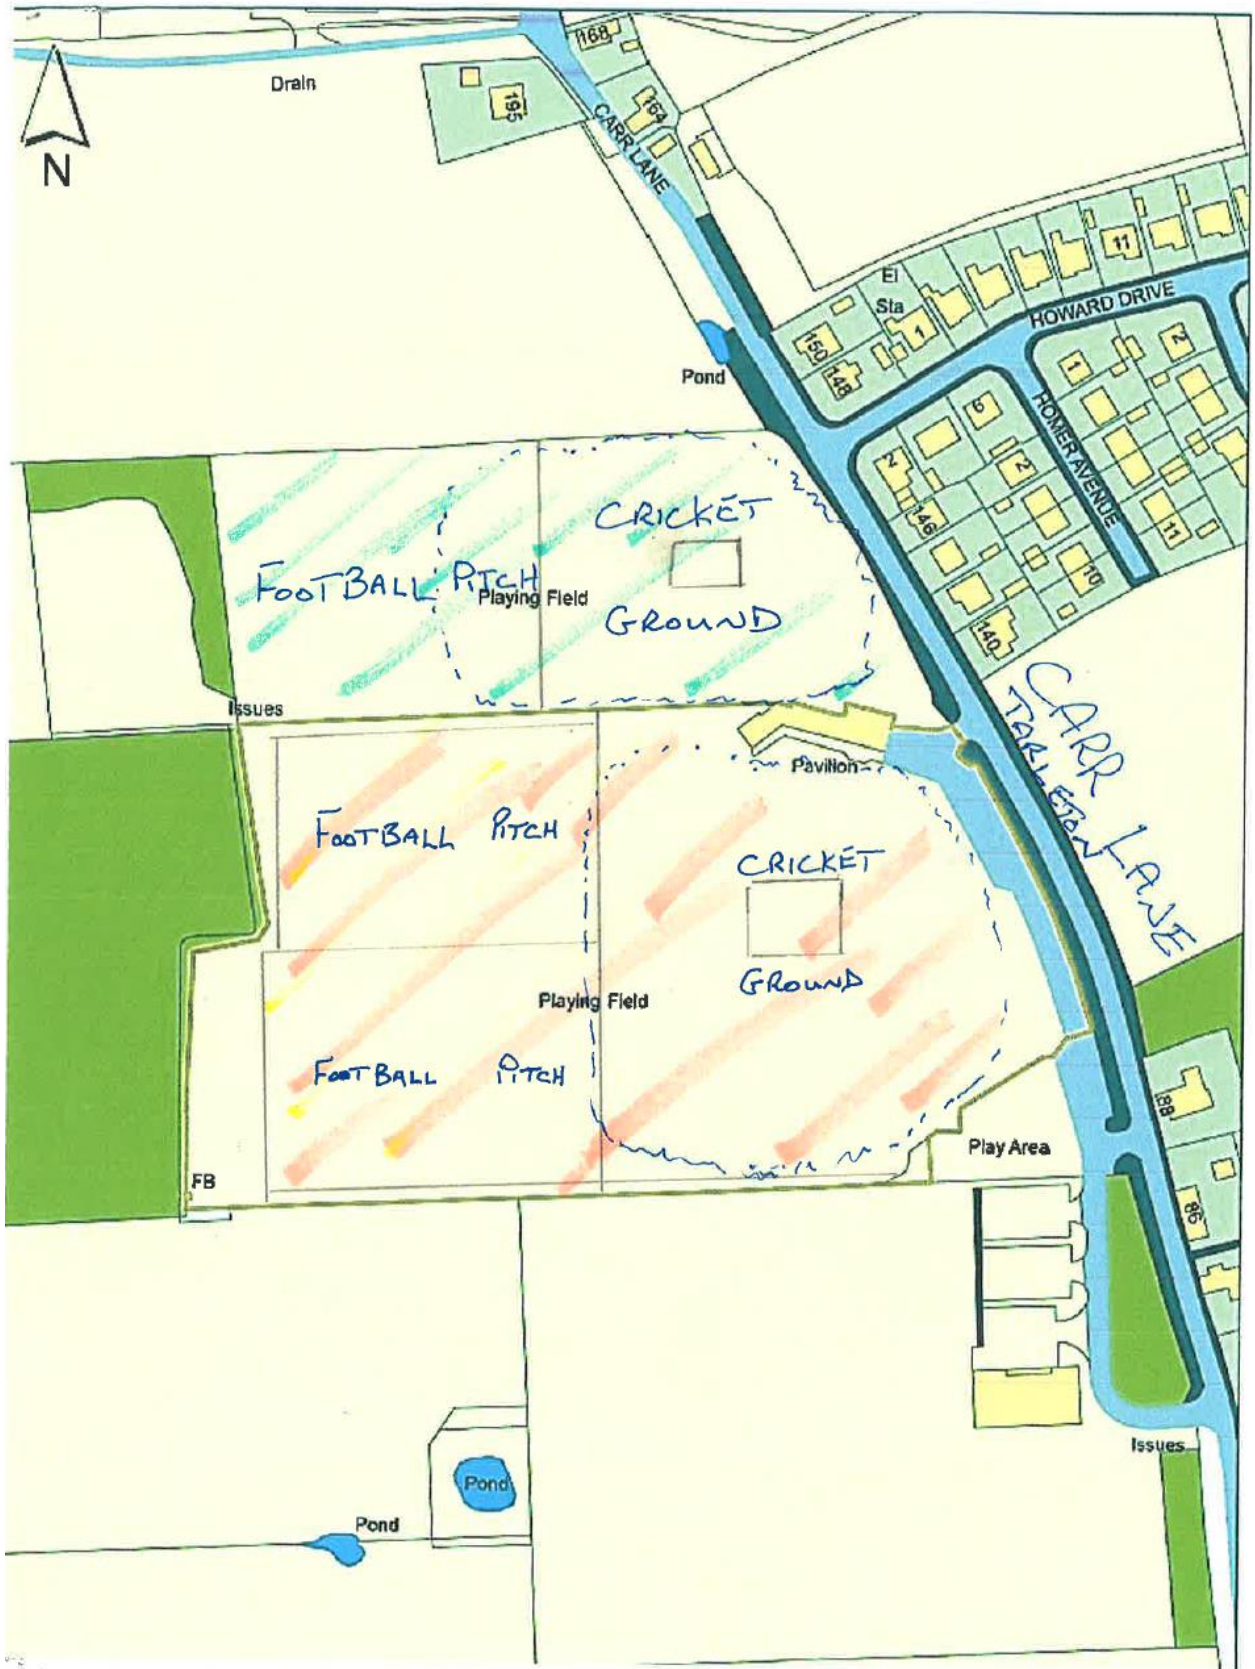 168
Drain
195
164
CARR LANE
N
11
El
Sta
HOWARD DRIVE
1
150
148
2
1
Pond
6
HOMER AVENUE
2
2
CRICKET
146
11
FOOTBALL PITCH
Playing Field
10
GROUND
140
Issues
CARR LANE
TARLETON
Pavilion
FOOTBALL PITCH
CRICKET
GROUND
Playing Field
FOOTBALL PITCH
88
Play Area
FB
86
Issues
Pond
Pond